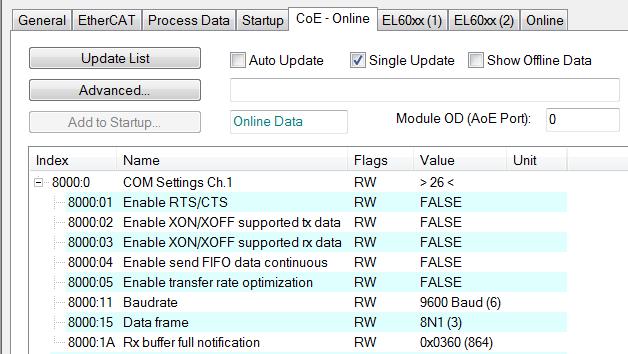 General EtherCAT Process Data Startup CoE - Online EL60xx (1) EL60xx (2) Online
Update List Auto Update Single Update Show Offline Data
Advanced...
Add to Startup... Online Data Module OD (AoE Port): 0
Index Name Flags Value Unit
8000:0 COM Settings Ch.1 RW > 26 <
8000:01 Enable RTS/CTS RW FALSE
8000:02 Enable XON/XOFF supported tx data RW FALSE
8000:03 Enable XON/XOFF supported rx data RW FALSE
8000:04 Enable send FIFO data continuous RW FALSE
8000:05 Enable transfer rate optimization RW FALSE
8000:11 Baudrate RW 9600 Baud (6)
8000:15 Data frame RW 8N1 (3)
8000:1A Rx buffer full notification RW 0x0360 (864)